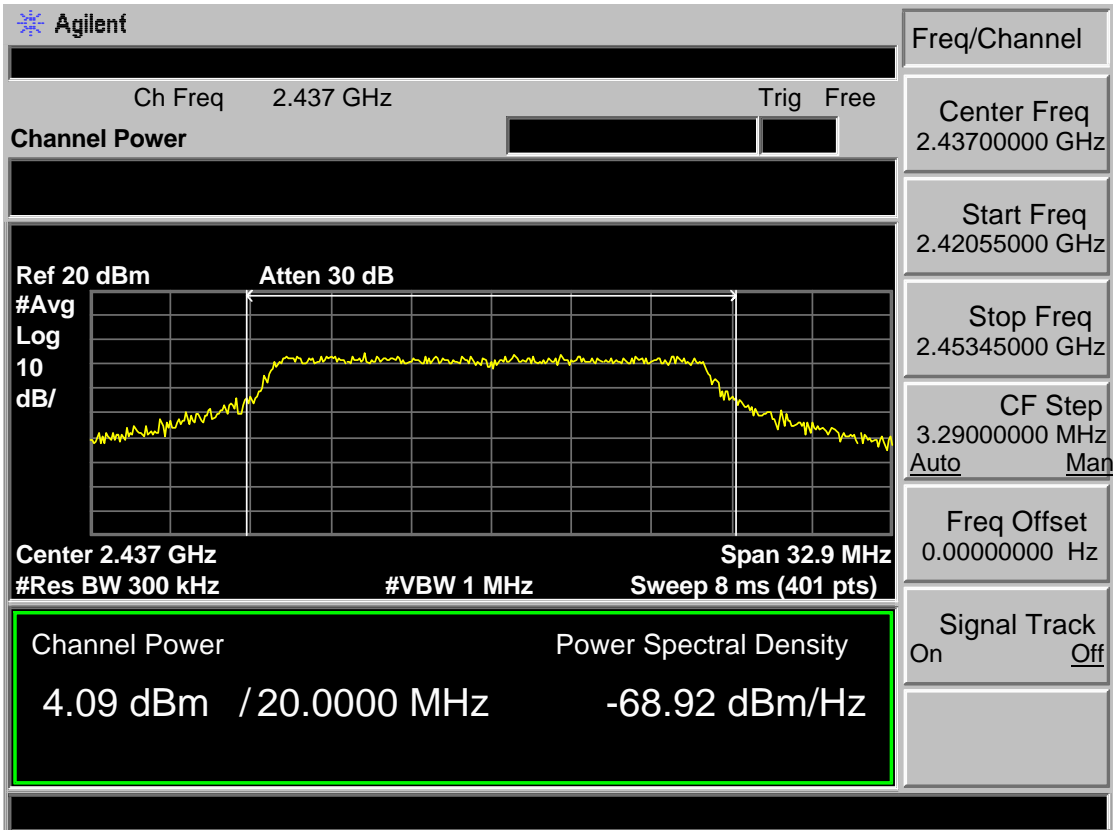 Agilent
Freq/Channel
Ch Freq 2.437 GHz Trig Free
Channel Power
Center Freq
2.43700000 GHz
Start Freq
2.42055000 GHz
Ref 20 dBm Atten 30 dB
#Avg
Log
10
dB/
Stop Freq
2.45345000 GHz
CF Step
3.29000000 MHz
Auto Man
Freq Offset
0.00000000 Hz
Center 2.437 GHz Span 32.9 MHz
#Res BW 300 kHz #VBW 1 MHz Sweep 8 ms (401 pts)
Signal Track
On Off
Channel Power Power Spectral Density
4.09 dBm / 20.0000 MHz -68.92 dBm/Hz